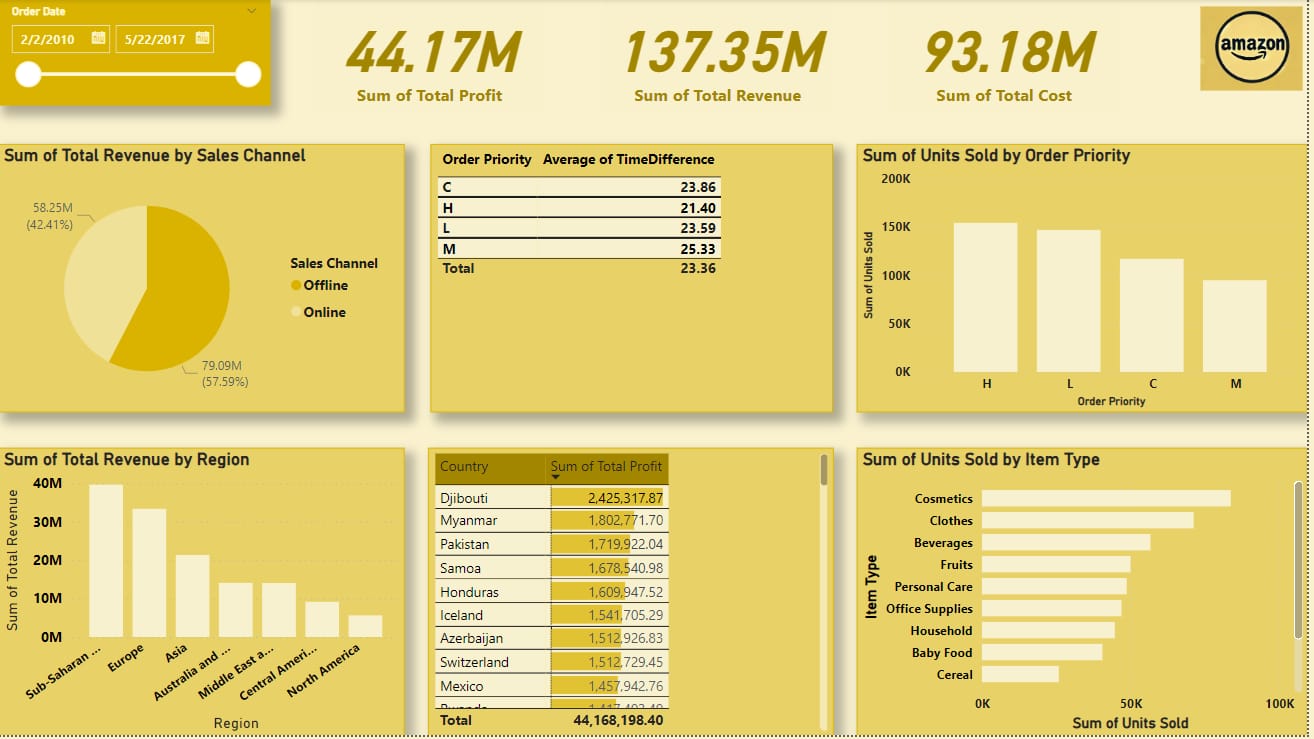 Order Date
2/2/2010
5/22/2017
44.17M
Sum of Total Profit
137.35M
Sum of Total Revenue
93.18M
Sum of Total Cost
amazon
Sum of Total Revenue by Sales Channel
58.25M
(42.41%)
79.09M
(57.59%)
Sales Channel
Offline
Online
Order Priority Average of TimeDifference
C 23.86
H 21.40
L 23.59
M 25.33
Total 23.36
Sum of Units Sold by Order Priority
Sum of Units Sold
200K
150K
100K
50K
0K
H L C M
Order Priority
Sum of Total Revenue by Region
Sum of Total Revenue
40M
30M
20M
10M
0M
Sub-Saharan ...
Europe
Asia
Australia and ...
Middle East a...
Central Ameri...
North America
Region
Country Sum of Total Profit
Djibouti 2,425,317.87
Myanmar 1,802,771.70
Pakistan 1,719,922.04
Samoa 1,678,540.98
Honduras 1,609,947.52
Iceland 1,541,705.29
Azerbaijan 1,512,926.83
Switzerland 1,512,729.45
Mexico 1,457,942.76
Total 44,168,198.40
Sum of Units Sold by Item Type
Item Type
Cosmetics
Clothes
Beverages
Fruits
Personal Care
Office Supplies
Household
Baby Food
Cereal
0K 50K 100K
Sum of Units Sold